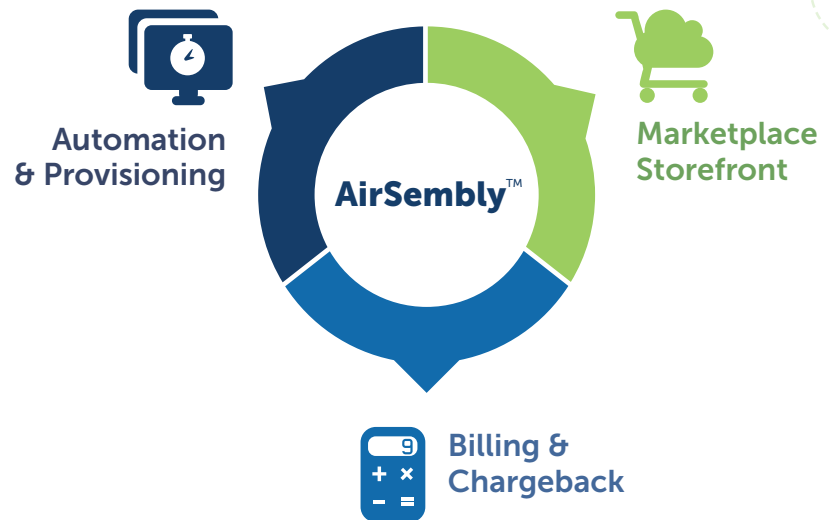 Automation
& Provisioning
Marketplace
Storefront
AirSembly™
9
Billing &
Chargeback